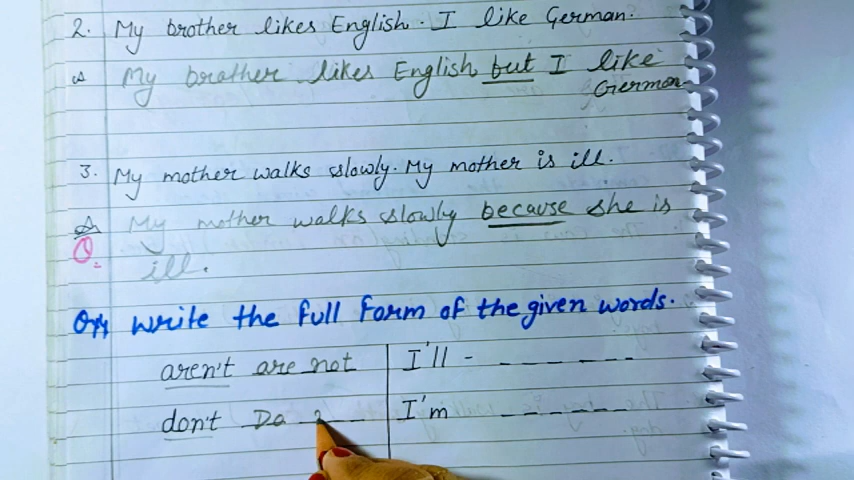 2. My brother likes English. I like German.
My brother likes English but I like
German
3. My mother walks slowly. My mother is ill.
A My mother walks slowly because she is
Q.
ill.
Write the full form of the given words.
aren't are not I'll - _ _ _ _ _ _
don't Do I'm _ _ _ _ _ _